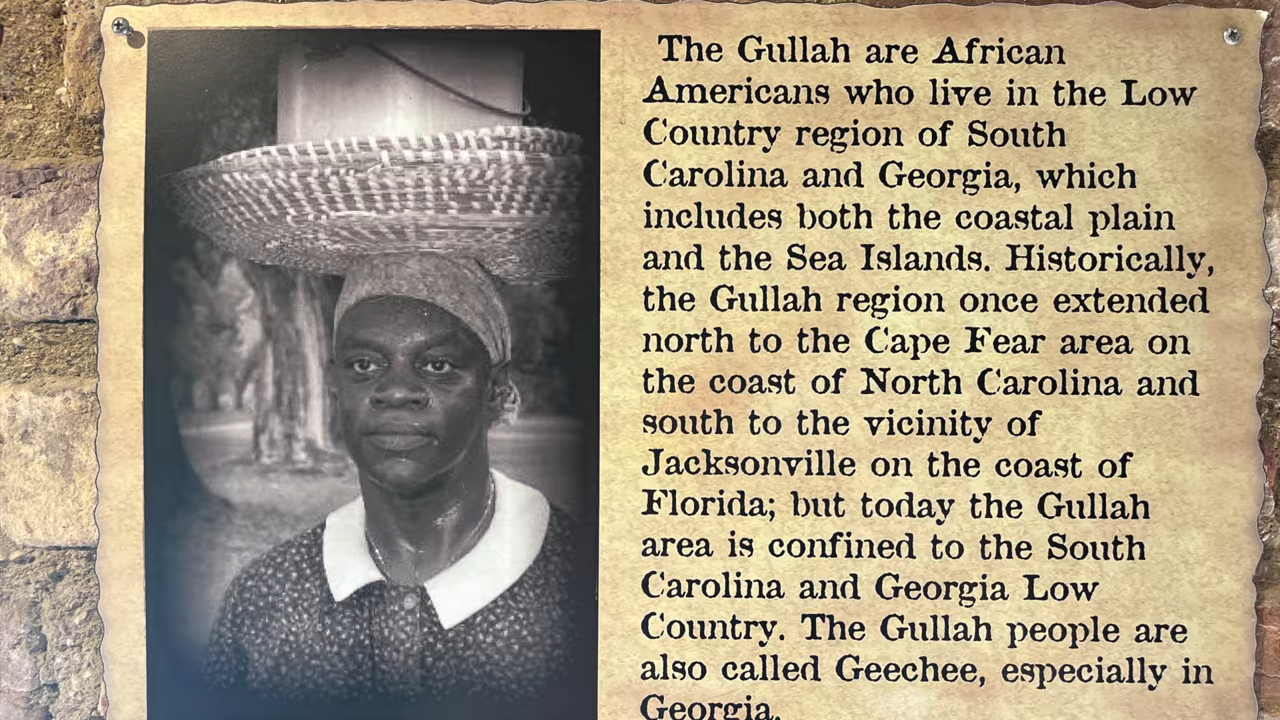 The Gullah are African
Americans who live in the Low
Country region of South
Carolina and Georgia, which
includes both the coastal plain
and the Sea Islands. Historically,
the Gullah region once extended
north to the Cape Fear area on
the coast of North Carolina and
south to the vicinity of
Jacksonville on the coast of
Florida; but today the Gullah
area is confined to the South
Carolina and Georgia Low
Country. The Gullah people are
also called Geechee, especially in
Georgia.